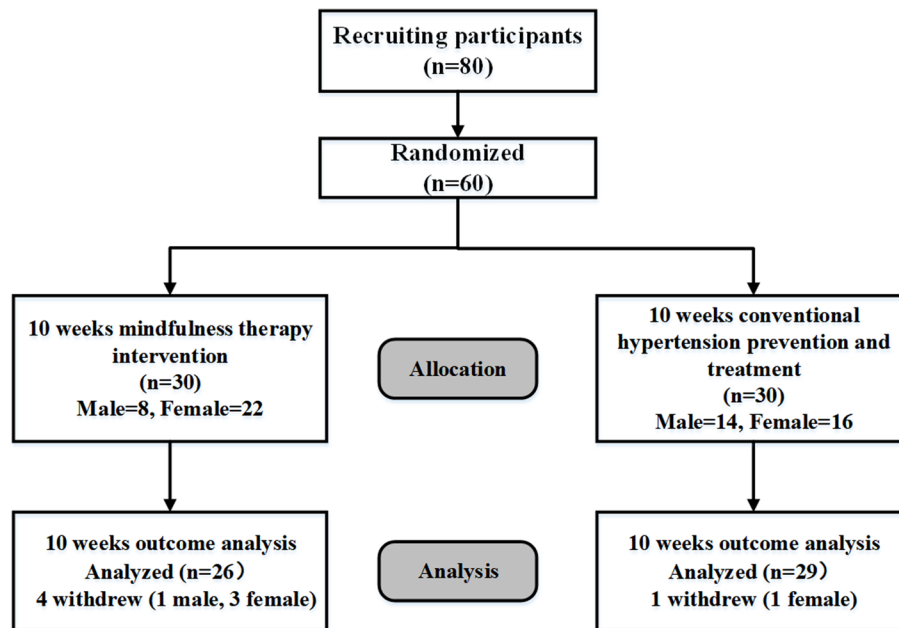 Recruiting participants
(n=80)
Randomized
(n=60)
10 weeks mindfulness therapy
intervention
(n=30)
Male=8, Female=22
Allocation
10 weeks conventional
hypertension prevention and
treatment
(n=30)
Male=14, Female=16
10 weeks outcome analysis
Analyzed (n=26）
4 withdrew (1 male, 3 female)
Analysis
10 weeks outcome analysis
Analyzed (n=29）
1 withdrew (1 female)